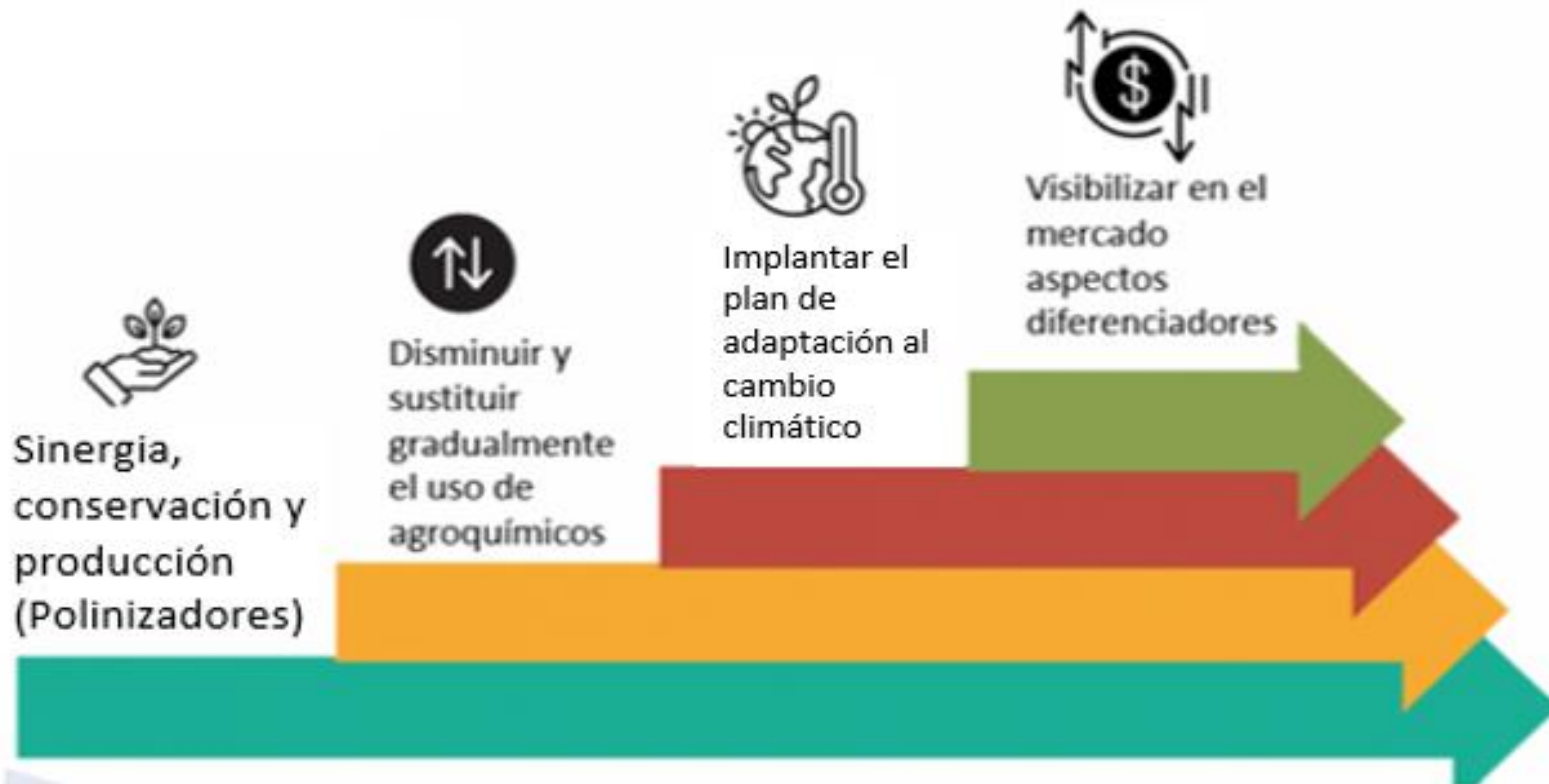 Sinergia,
conservación y
producción
(Polinizadores)
Disminuir y
sustituir
gradualmente
el uso de
agroquímicos
Implantar el
plan de
adaptación al
cambio
climático
$
Visibilizar en el
mercado
aspectos
diferenciadores